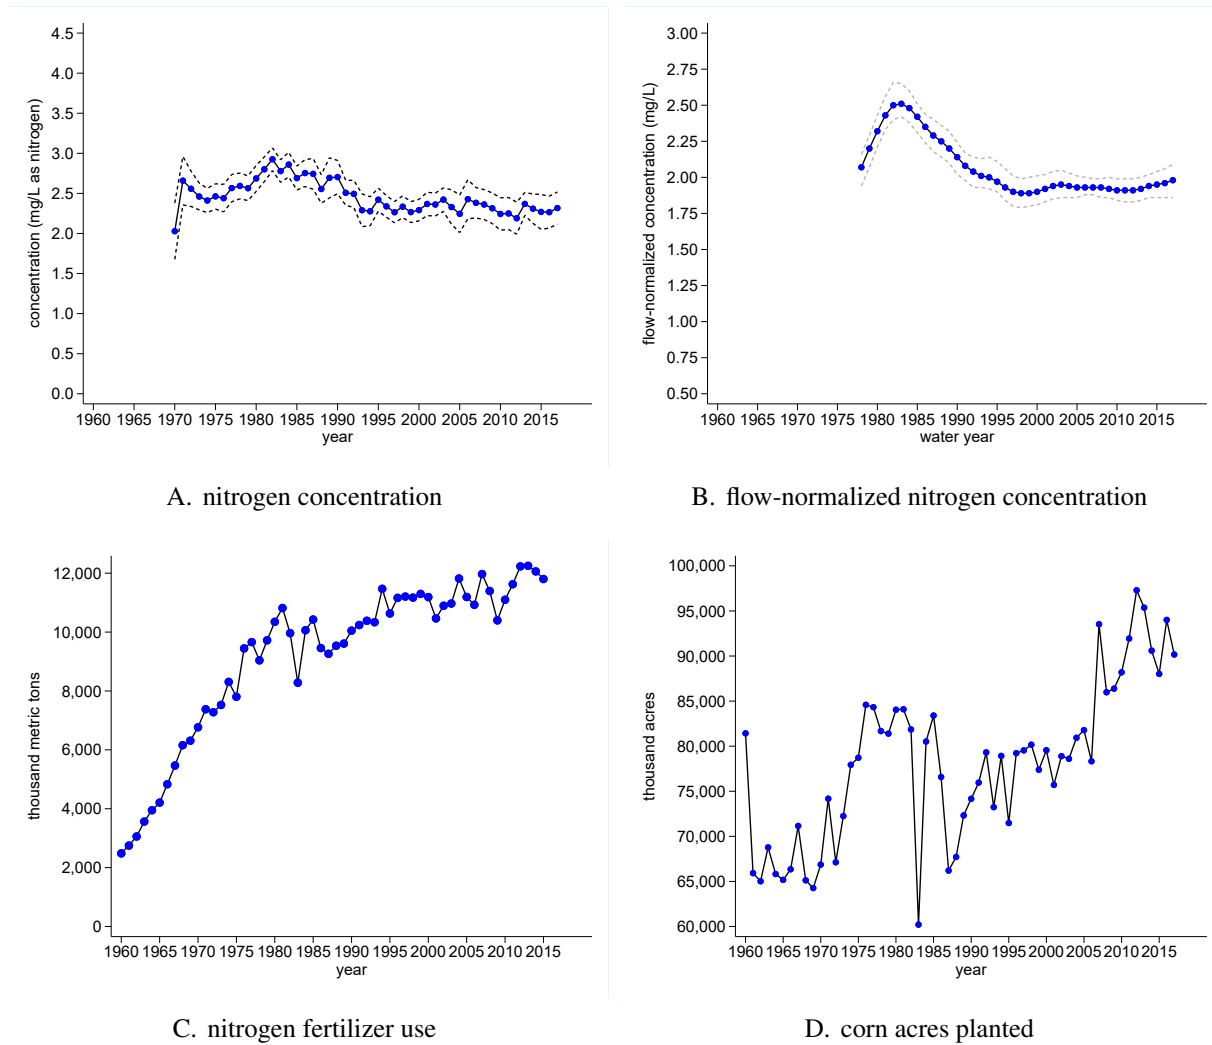 4.5
4.0
3.5
3.0
2.5
2.0
1.5
1.0
0.5
0.0
concentration (mg/L as nitrogen)
1960 1965 1970 1975 1980 1985 1990 1995 2000 2005 2010 2015
year
A. nitrogen concentration
3.00
2.75
2.50
2.25
2.00
1.75
1.50
1.25
1.00
0.75
0.50
flow-normalized concentration (mg/L)
1960 1965 1970 1975 1980 1985 1990 1995 2000 2005 2010 2015
water year
B. flow-normalized nitrogen concentration
12,000
10,000
8,000
6,000
4,000
2,000
0
thousand metric tons
1960 1965 1970 1975 1980 1985 1990 1995 2000 2005 2010 2015
year
C. nitrogen fertilizer use
100,000
95,000
90,000
85,000
80,000
75,000
70,000
65,000
60,000
thousand acres
1960 1965 1970 1975 1980 1985 1990 1995 2000 2005 2010 2015
year
D. corn acres planted